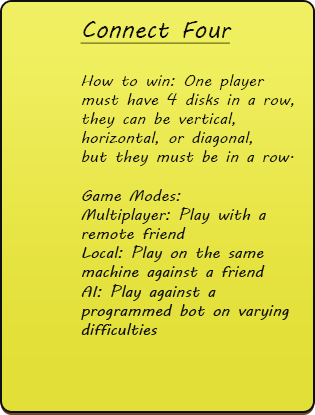 Connect Four
How to win: One player
must have 4 disks in a row,
they can be vertical,
horizontal, or diagonal,
but they must be in a row.
Game Modes:
Multiplayer: Play with a
remote friend
Local: Play on the same
machine against a friend
AI: Play against a
programmed bot on varying
difficulties